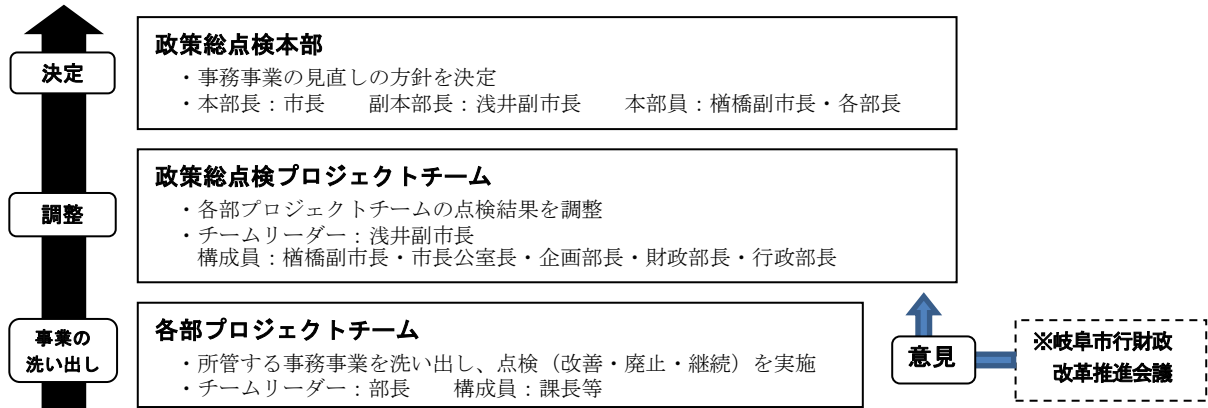 決定
政策総点検本部
・事務事業の見直しの方針を決定
・本部長：市長　　副本部長：浅井副市長　　本部員：楢橋副市長・各部長
調整
政策総点検プロジェクトチーム
・各部プロジェクトチームの点検結果を調整
・チームリーダー：浅井副市長
構成員：楢橋副市長・市長公室長・企画部長・財政部長・行政部長
事業の
洗い出し
各部プロジェクトチーム
・所管する事務事業を洗い出し、点検（改善・廃止・継続）を実施
・チームリーダー：部長　　構成員：課長等
意見
※岐阜市行財政
改革推進会議